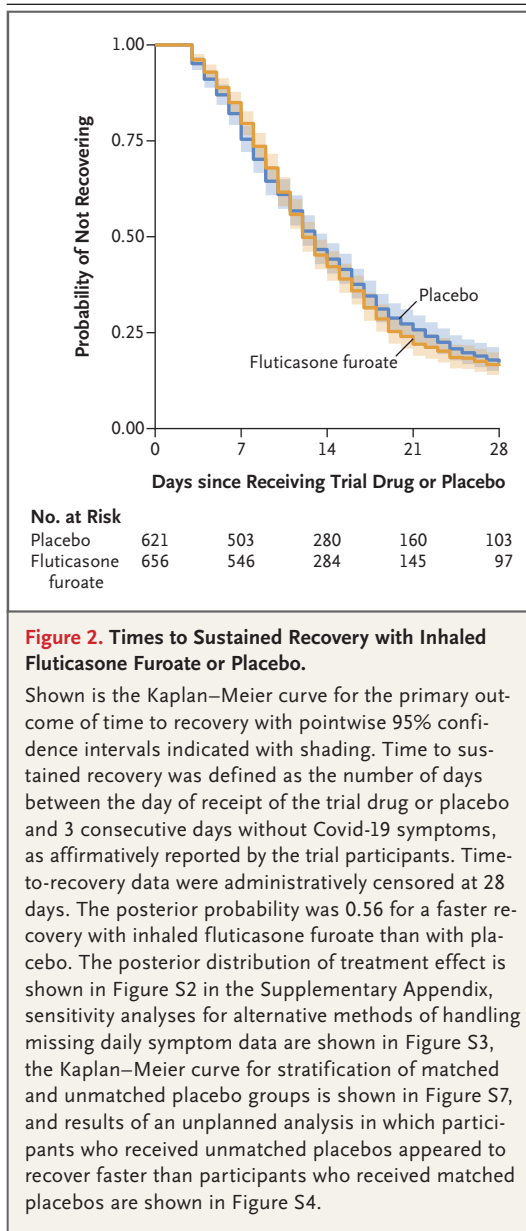 1.00
0.75
0.50
0.25
0.00
Probability of Not Recovering
Placebo
Fluticasone furoate
0 7 14 21 28
Days since Receiving Trial Drug or Placebo
No. at Risk
Placebo 621 503 280 160 103
Fluticasone 656 546 284 145 97
furoate
Figure 2. Times to Sustained Recovery with Inhaled
Fluticasone Furoate or Placebo.
Shown is the Kaplan–Meier curve for the primary out-
come of time to recovery with pointwise 95% confi-
dence intervals indicated with shading. Time to sus-
tained recovery was defined as the number of days
between the day of receipt of the trial drug or placebo
and 3 consecutive days without Covid-19 symptoms,
as affirmatively reported by the trial participants. Time-
to-recovery data were administratively censored at 28
days. The posterior probability was 0.56 for a faster re-
covery with inhaled fluticasone furoate than with pla-
cebo. The posterior distribution of treatment effect is
shown in Figure S2 in the Supplementary Appendix,
sensitivity analyses for alternative methods of handling
missing daily symptom data are shown in Figure S3,
the Kaplan–Meier curve for stratification of matched
and unmatched placebo groups is shown in Figure S7,
and results of an unplanned analysis in which partici-
pants who received unmatched placebos appeared to
recover faster than participants who received matched
placebos are shown in Figure S4.